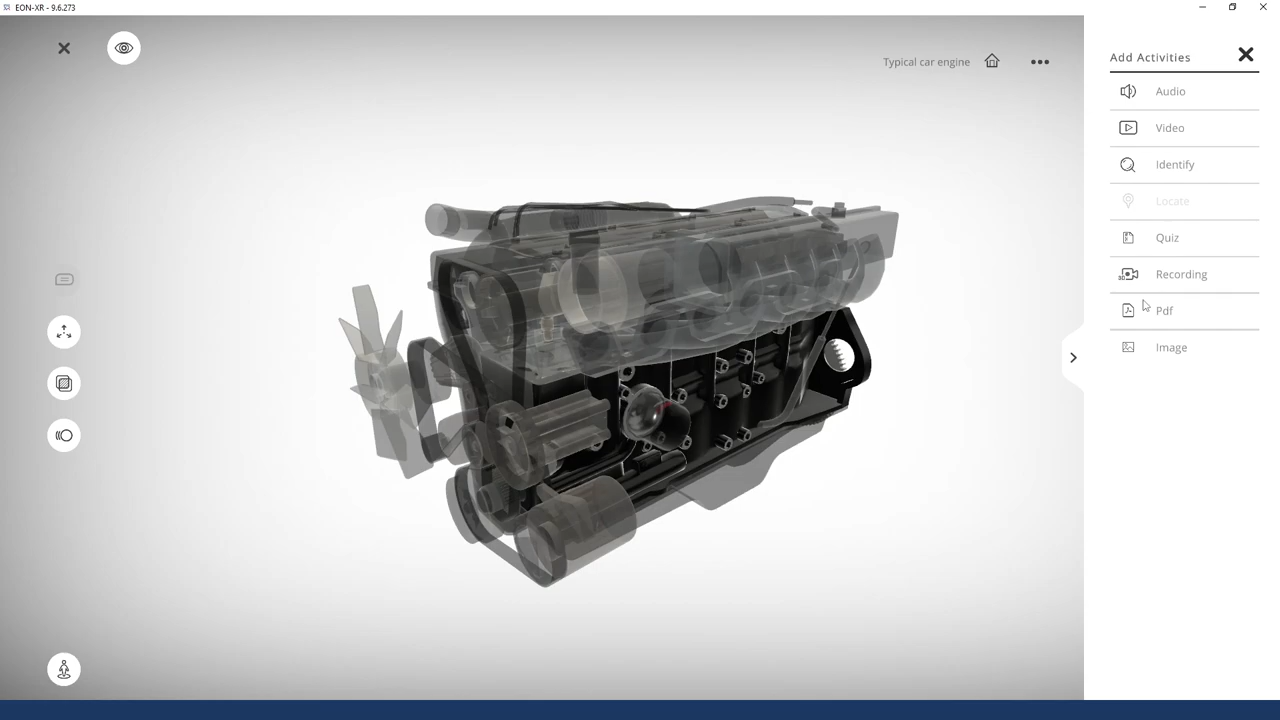 EON-XR - 9.6.273
Typical car engine
Add Activities
Audio
Video
Identify
Locate
Quiz
Recording
Pdf
Image